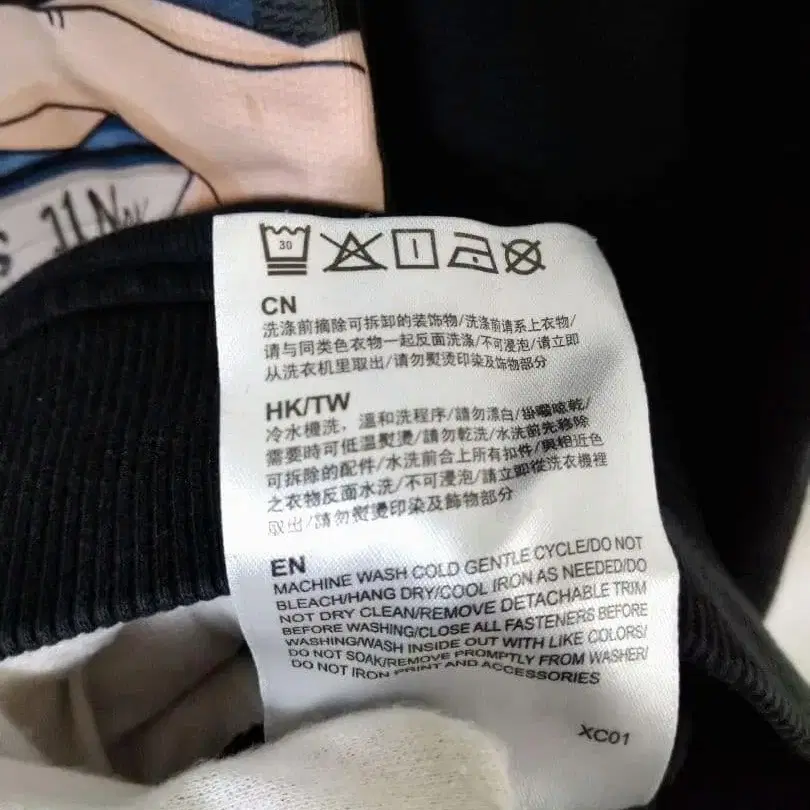 30
CN
洗涤前摘除可拆卸的装饰物/洗涤前请系上衣物/
请与同类色衣物一起反面洗涤/不可浸泡/请立即
从洗衣机里取出/请勿熨烫印染及饰物部分
HK/TW
冷水機洗，溫和洗程序/請勿漂白/掛曬晾乾/
需要時可低溫熨燙/請勿乾洗/水洗前先移除
可拆除的配件/水洗前合上所有扣件/與相近色
之衣物反面水洗/不可浸泡/請立即從洗衣機裡
取出/請勿熨燙印染及飾物部分
EN
MACHINE WASH COLD GENTLE CYCLE/DO NOT
BLEACH/HANG DRY/COOL IRON AS NEEDED/DO
NOT DRY CLEAN/REMOVE DETACHABLE TRIM
BEFORE WASHING/CLOSE ALL FASTENERS BEFORE
WASHING/WASH INSIDE OUT WITH LIKE COLORS/
DO NOT SOAK/REMOVE PROMPTLY FROM WASHER/
DO NOT IRON PRINT AND ACCESSORIES
XC01